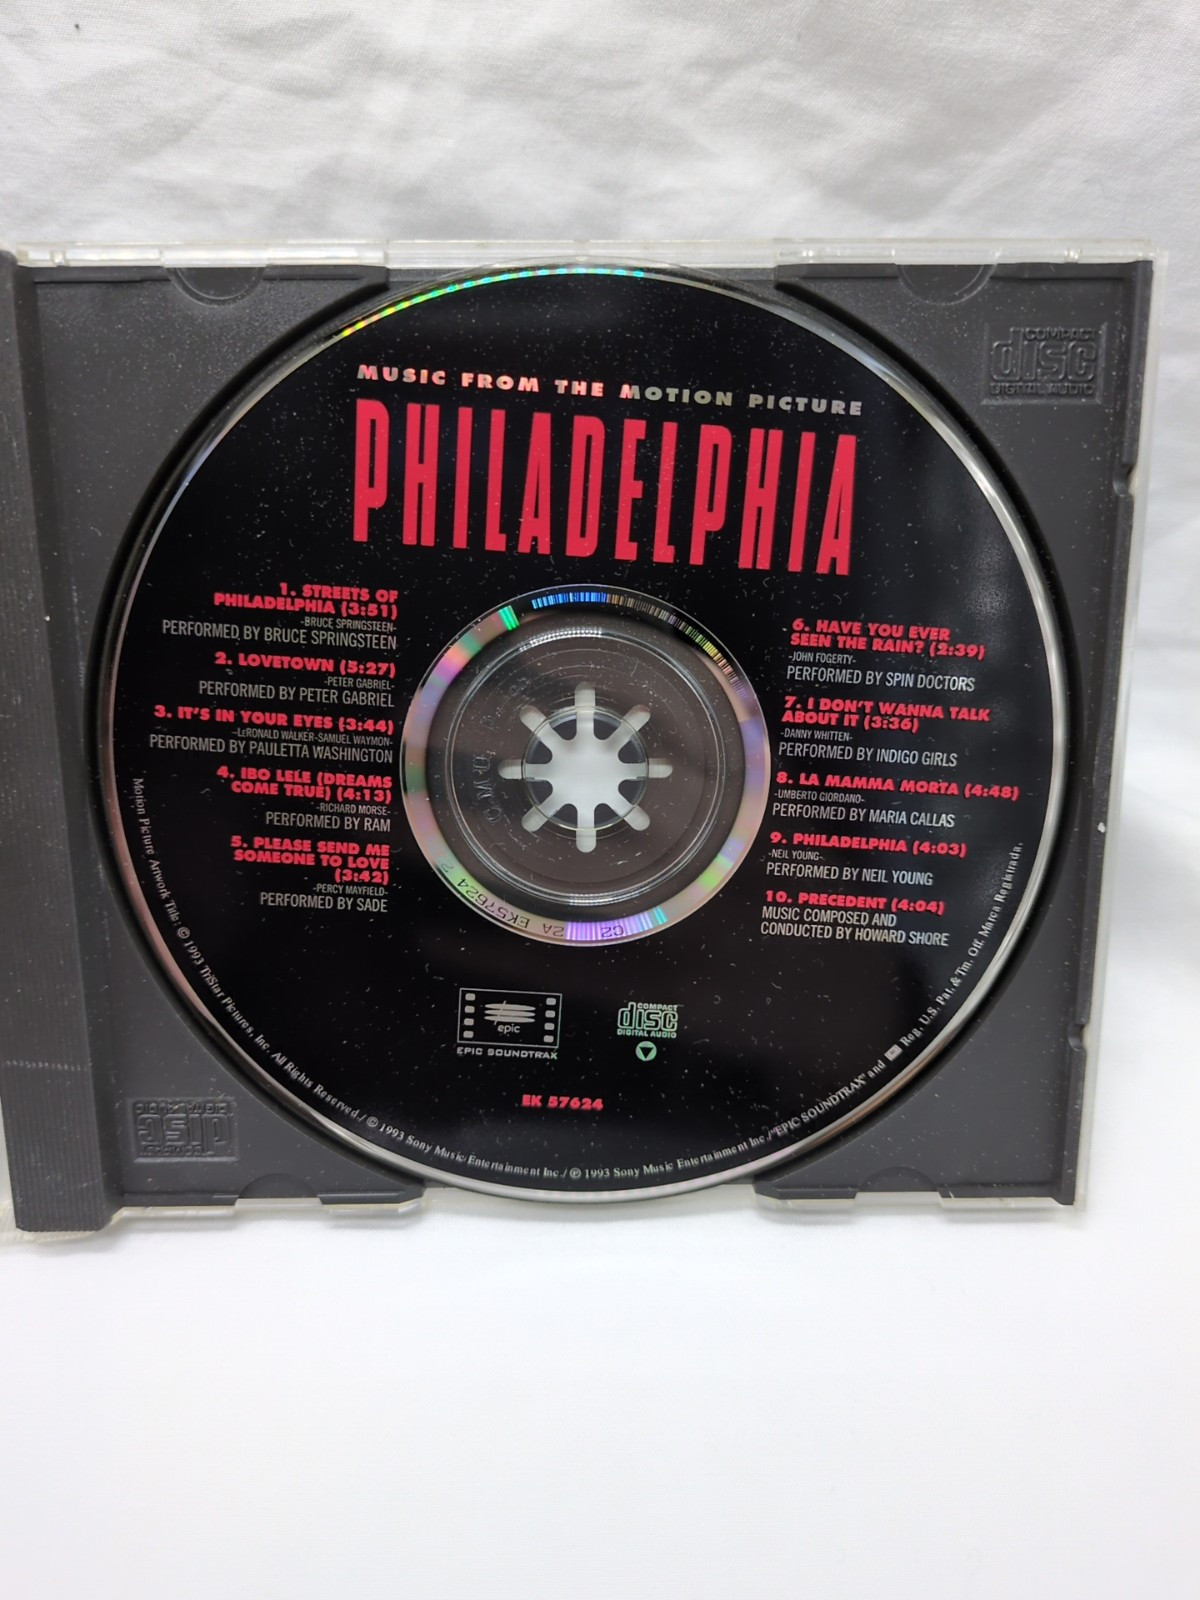 MUSIC FROM THE MOTION PICTURE
PHILADELPHIA
1. STREETS OF
PHILADELPHIA (3:51)
-BRUCE SPRINGSTEEN-
PERFORMED BY BRUCE SPRINGSTEEN
2. LOVETOWN (5:27)
-PETER GABRIEL-
PERFORMED BY PETER GABRIEL
3. IT'S IN YOUR EYES (3:44)
-LeRONALD WALKER-SAMUEL WAYMON-
PERFORMED BY PAULETTA WASHINGTON
4. IBO LELE (DREAMS
COME TRUE) (4:13)
-RICHARD MORSE-
PERFORMED BY RAM
5. PLEASE SEND ME
SOMEONE TO LOVE
(3:42)
-PERCY MAYFIELD-
PERFORMED BY SADE
6. HAVE YOU EVER
SEEN THE RAIN? (2:39)
-JOHN FOGERTY-
PERFORMED BY SPIN DOCTORS
7. I DON'T WANNA TALK
ABOUT IT (3:36)
-DANNY WHITTEN-
PERFORMED BY INDIGO GIRLS
8. LA MAMMA MORTA (4:48)
-UMBERTO GIORDANO-
PERFORMED BY MARIA CALLAS
9. PHILADELPHIA (4:03)
-NEIL YOUNG-
PERFORMED BY NEIL YOUNG
10. PRECEDENT (4:04)
MUSIC COMPOSED AND
CONDUCTED BY HOWARD SHORE
epic
EPIC SOUNDTRAX
COMPACT
disc
DIGITAL AUDIO
EK 57624
Motion Picture Artwork Title: © 1993 TriStar Pictures, Inc. All Rights Reserved./ © 1993 Sony Music Entertainment Inc./ ℗ 1993 Sony Music Entertainment Inc./"EPIC SOUNDTRAX" and Reg. U.S. Pat. & Tm. Off. Marca Registrada.
2A EK57624
C2
COMPACT
disc
DIGITAL AUDIO
COMPACT
disc
DIGITAL AUDIO